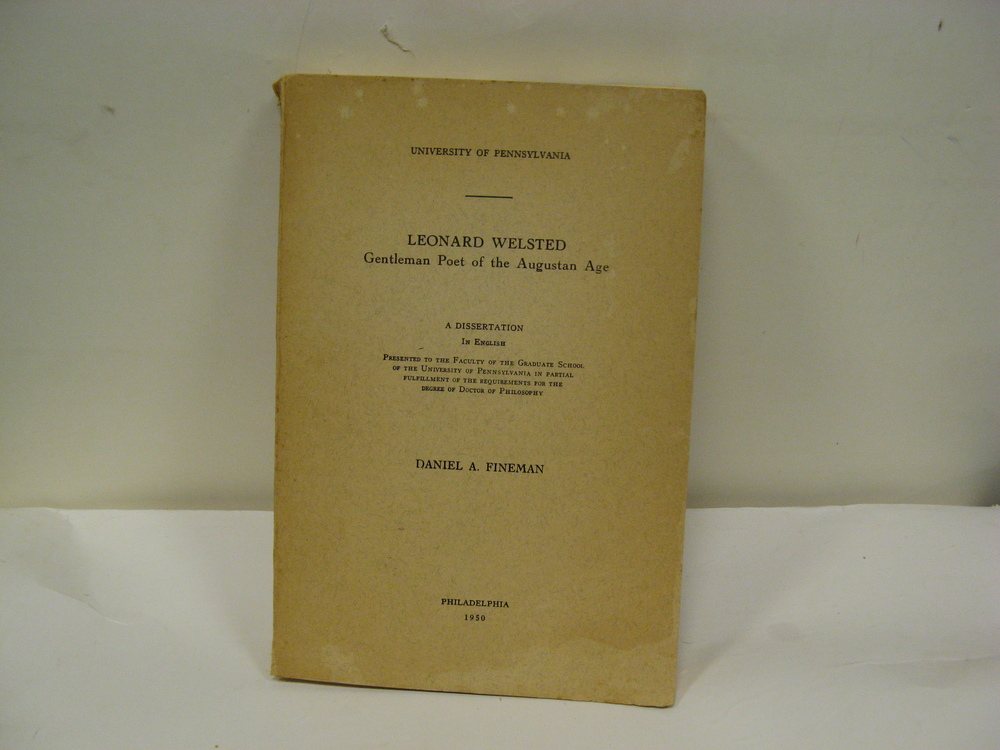 UNIVERSITY OF PENNSYLVANIA
LEONARD WELSTED
Gentleman Poet of the Augustan Age
A DISSERTATION
IN ENGLISH
PRESENTED TO THE FACULTY OF THE GRADUATE SCHOOL
OF THE UNIVERSITY OF PENNSYLVANIA IN PARTIAL
FULFILLMENT OF THE REQUIREMENTS FOR THE
DEGREE OF DOCTOR OF PHILOSOPHY
DANIEL A. FINEMAN
PHILADELPHIA
1950